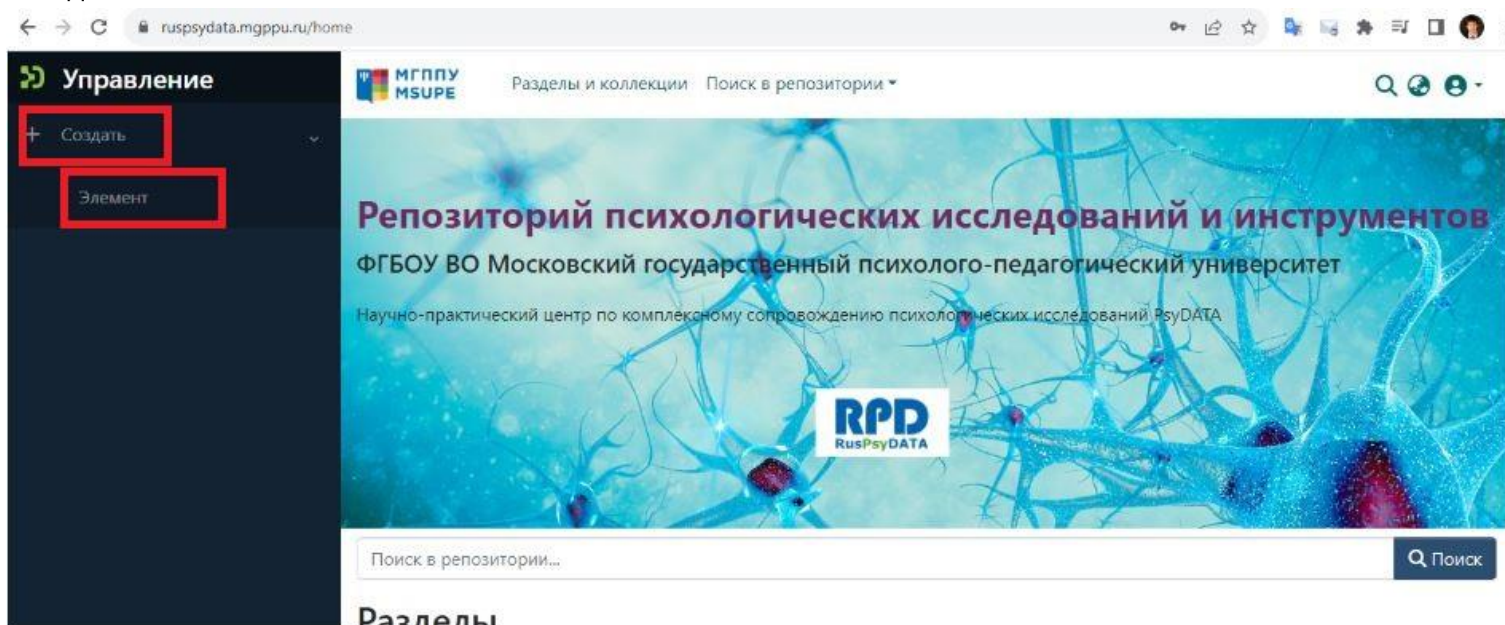 ruspsydata.mgppu.ru/home
Управление
МГППУ
MSUPE
Разделы и коллекции Поиск в репозитории
+ Создать
Элемент
Репозиторий психологических исследований и инструментов
ФГБОУ ВО Московский государственный психолого-педагогический университет
Научно-практический центр по комплексному сопровождению психологических исследований PsyDATA
RPD
RusPsyDATA
Поиск в репозитории...
Поиск
Разделы